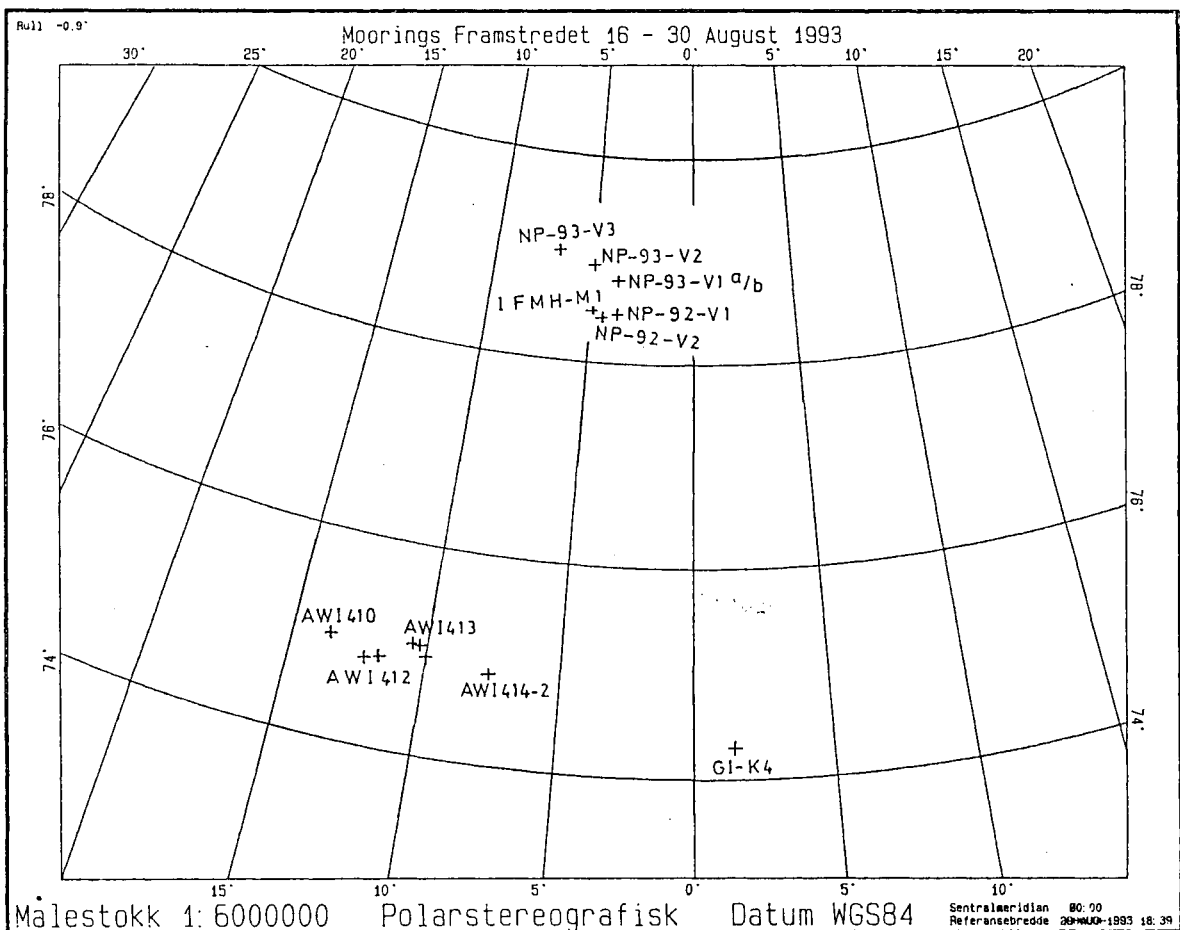 Rull -0.9°
Moorings Framstredet 16 - 30 August 1993
30° 25° 20° 15° 10° 5° 0° 5° 10° 15° 20°
78°
NP-93-V3
NP-93-V2
NP-93-V1 a/b
78°
IFMH-M1
NP-92-V1
NP-92-V2
76°
76°
AWI410
AWI413
AWI412
74°
AWI414-2
74°
GI-K4
15° 10° 5° 0° 5° 10°
Målestokk 1:6000000 Polarstereografisk Datum WGS84
Sentralmeridian 00:00
Referansebredde 1993 18:39